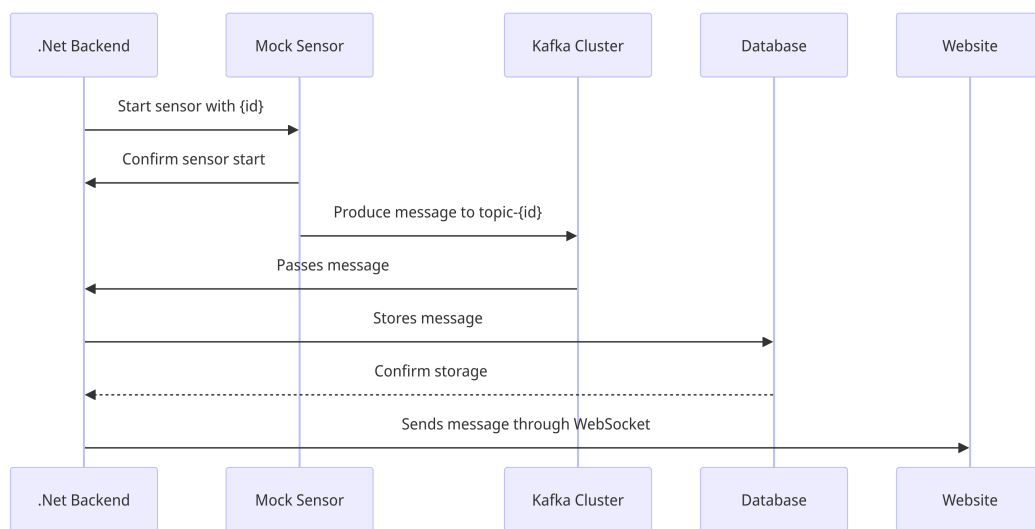 .Net Backend
Mock Sensor
Kafka Cluster
Database
Website
Start sensor with {id}
Confirm sensor start
Produce message to topic-{id}
Passes message
Stores message
Confirm storage
Sends message through WebSocket
.Net Backend
Mock Sensor
Kafka Cluster
Database
Website